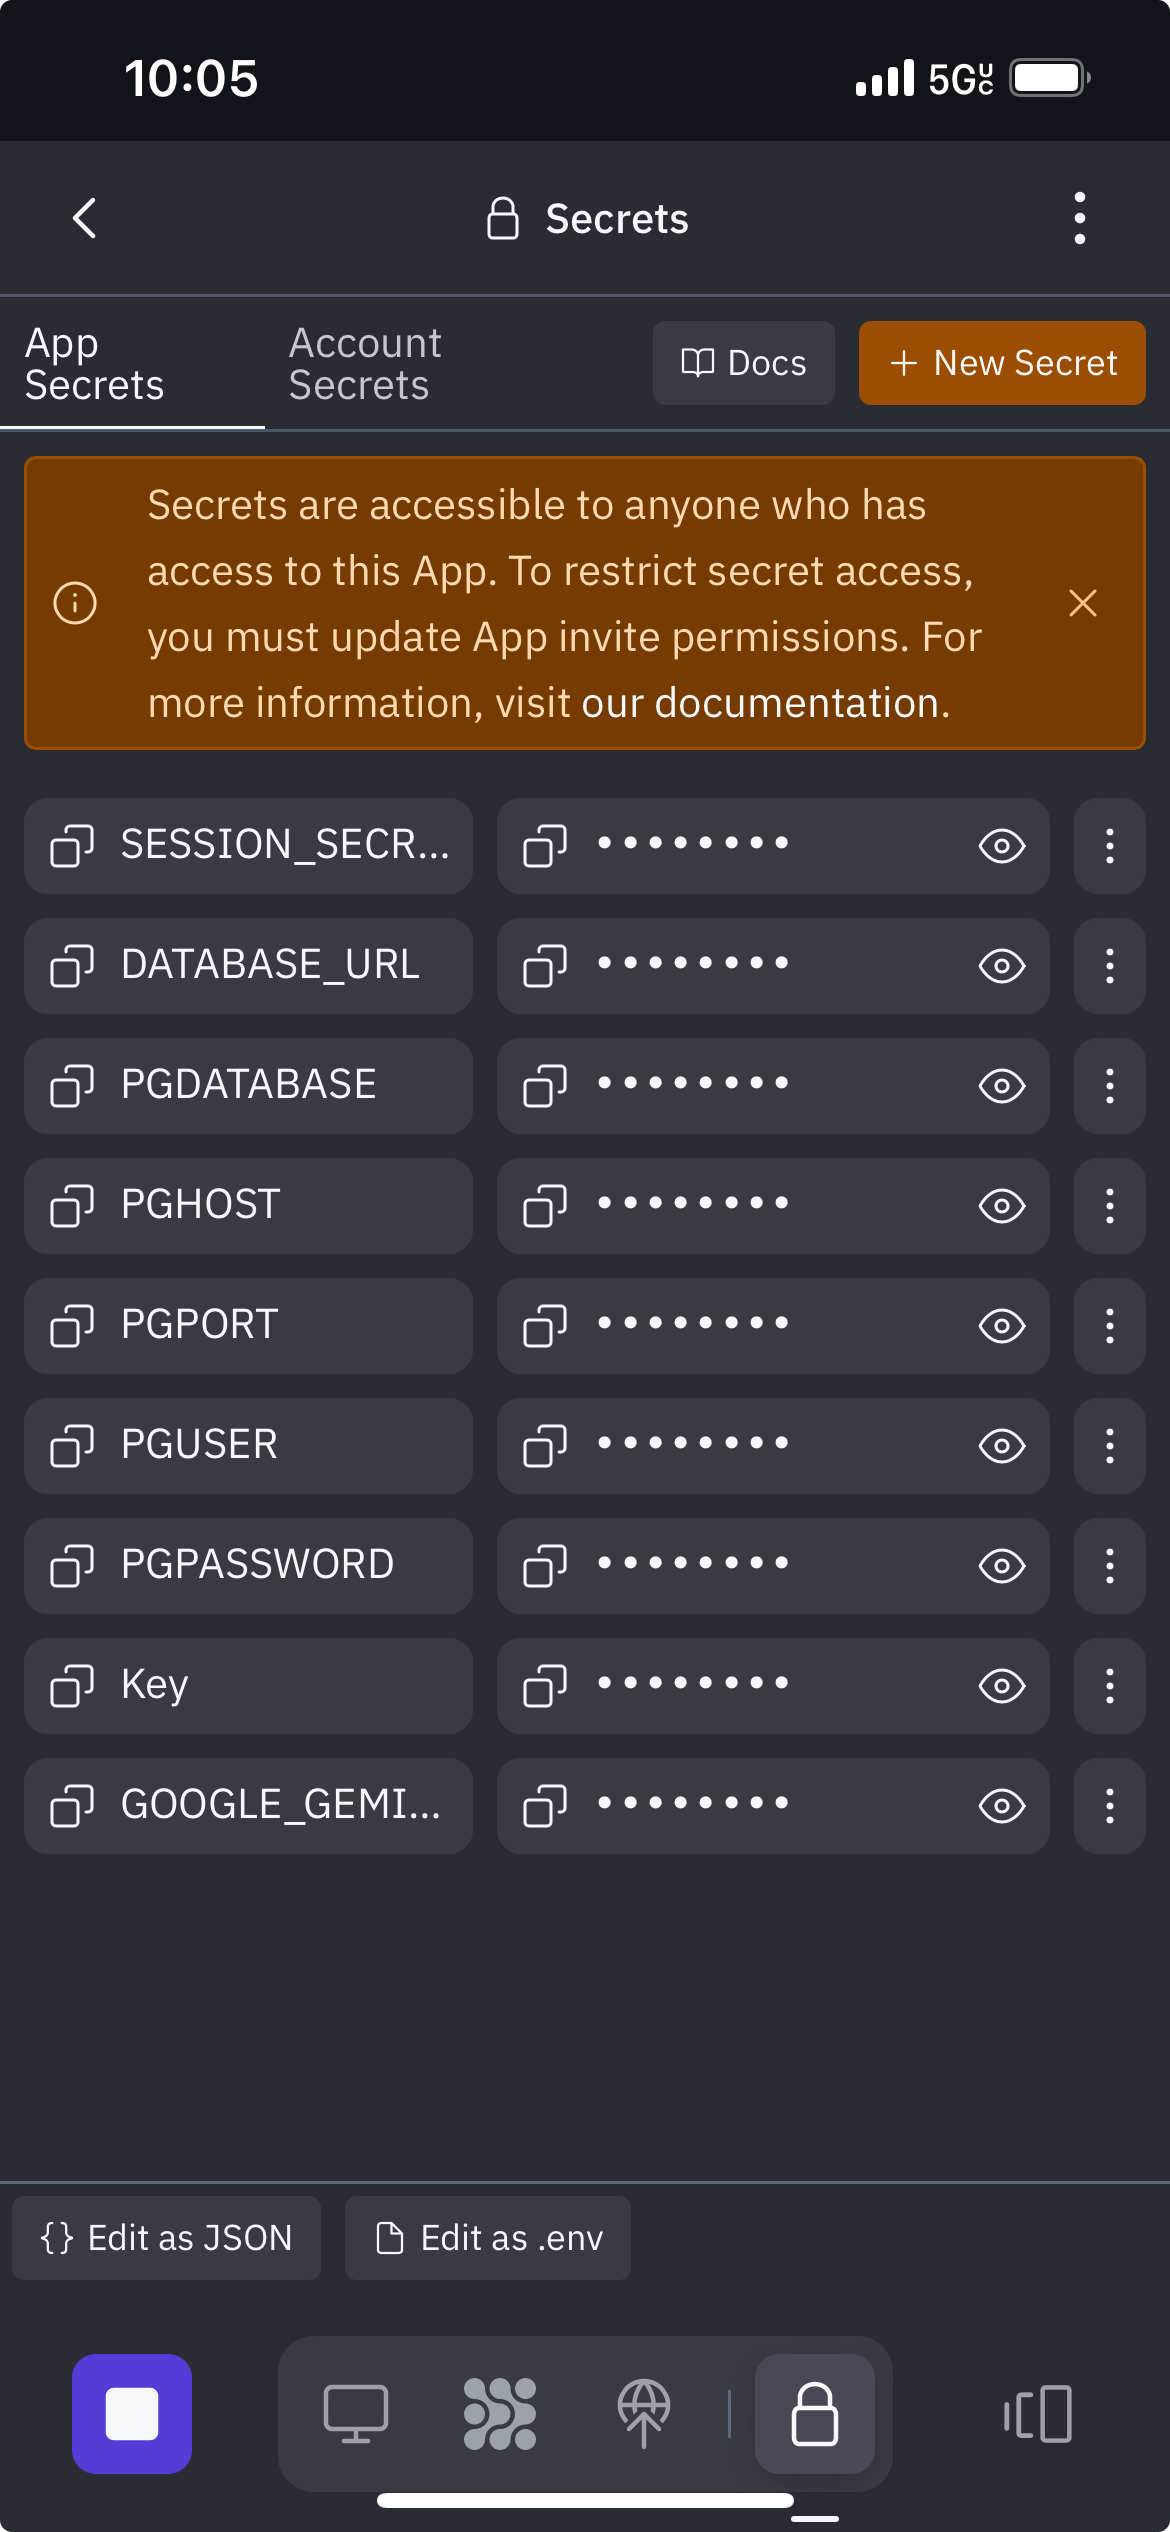 10:05
5GUC
Secrets
App
Secrets
Account
Secrets
Docs
New Secret
Secrets are accessible to anyone who has
access to this App. To restrict secret access,
you must update App invite permissions. For
more information, visit our documentation.
SESSION_SECR...
DATABASE_URL
PGDATABASE
PGHOST
PGPORT
PGUSER
PGPASSWORD
Key
GOOGLE_GEMI...
{} Edit as JSON
Edit as .env